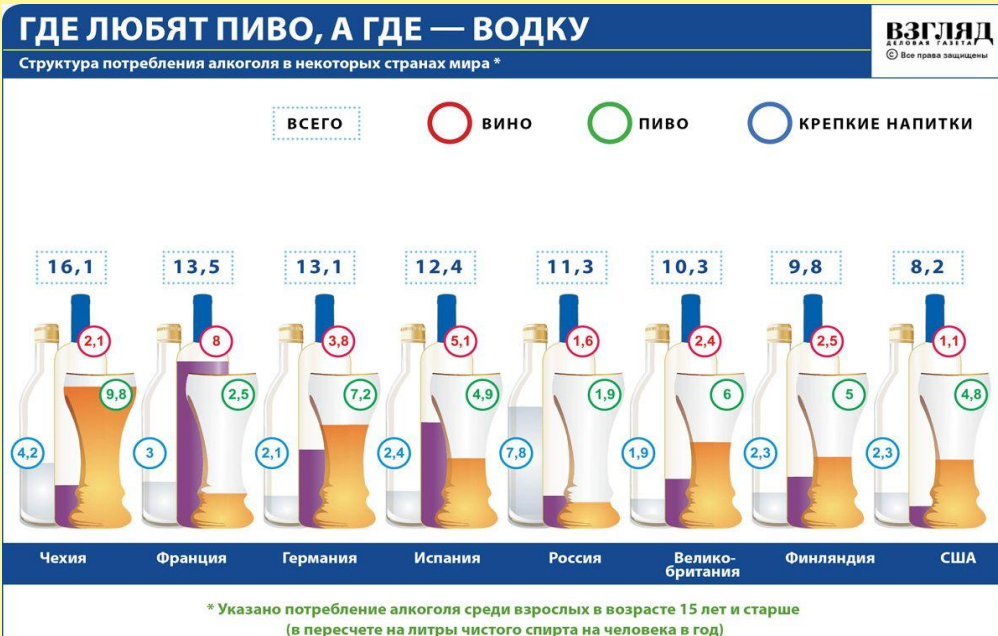 ГДЕ ЛЮБЯТ ПИВО, А ГДЕ — ВОДКУ
Структура потребления алкоголя в некоторых странах мира *
ВЗГЛЯД
ДЕЛОВАЯ ГАЗЕТА
© Все права защищены
ВСЕГО ВИНО ПИВО КРЕПКИЕ НАПИТКИ
16,1 13,5 13,1 12,4 11,3 10,3 9,8 8,2
2,1 8 3,8 5,1 1,6 2,4 2,5 1,1
9,8 2,5 7,2 4,9 1,9 6 5 4,8
4,2 3 2,1 2,4 7,8 1,9 2,3 2,3
Чехия Франция Германия Испания Россия Велико-
британия Финляндия США
* Указано потребление алкоголя среди взрослых в возрасте 15 лет и старше
(в пересчете на литры чистого спирта на человека в год)